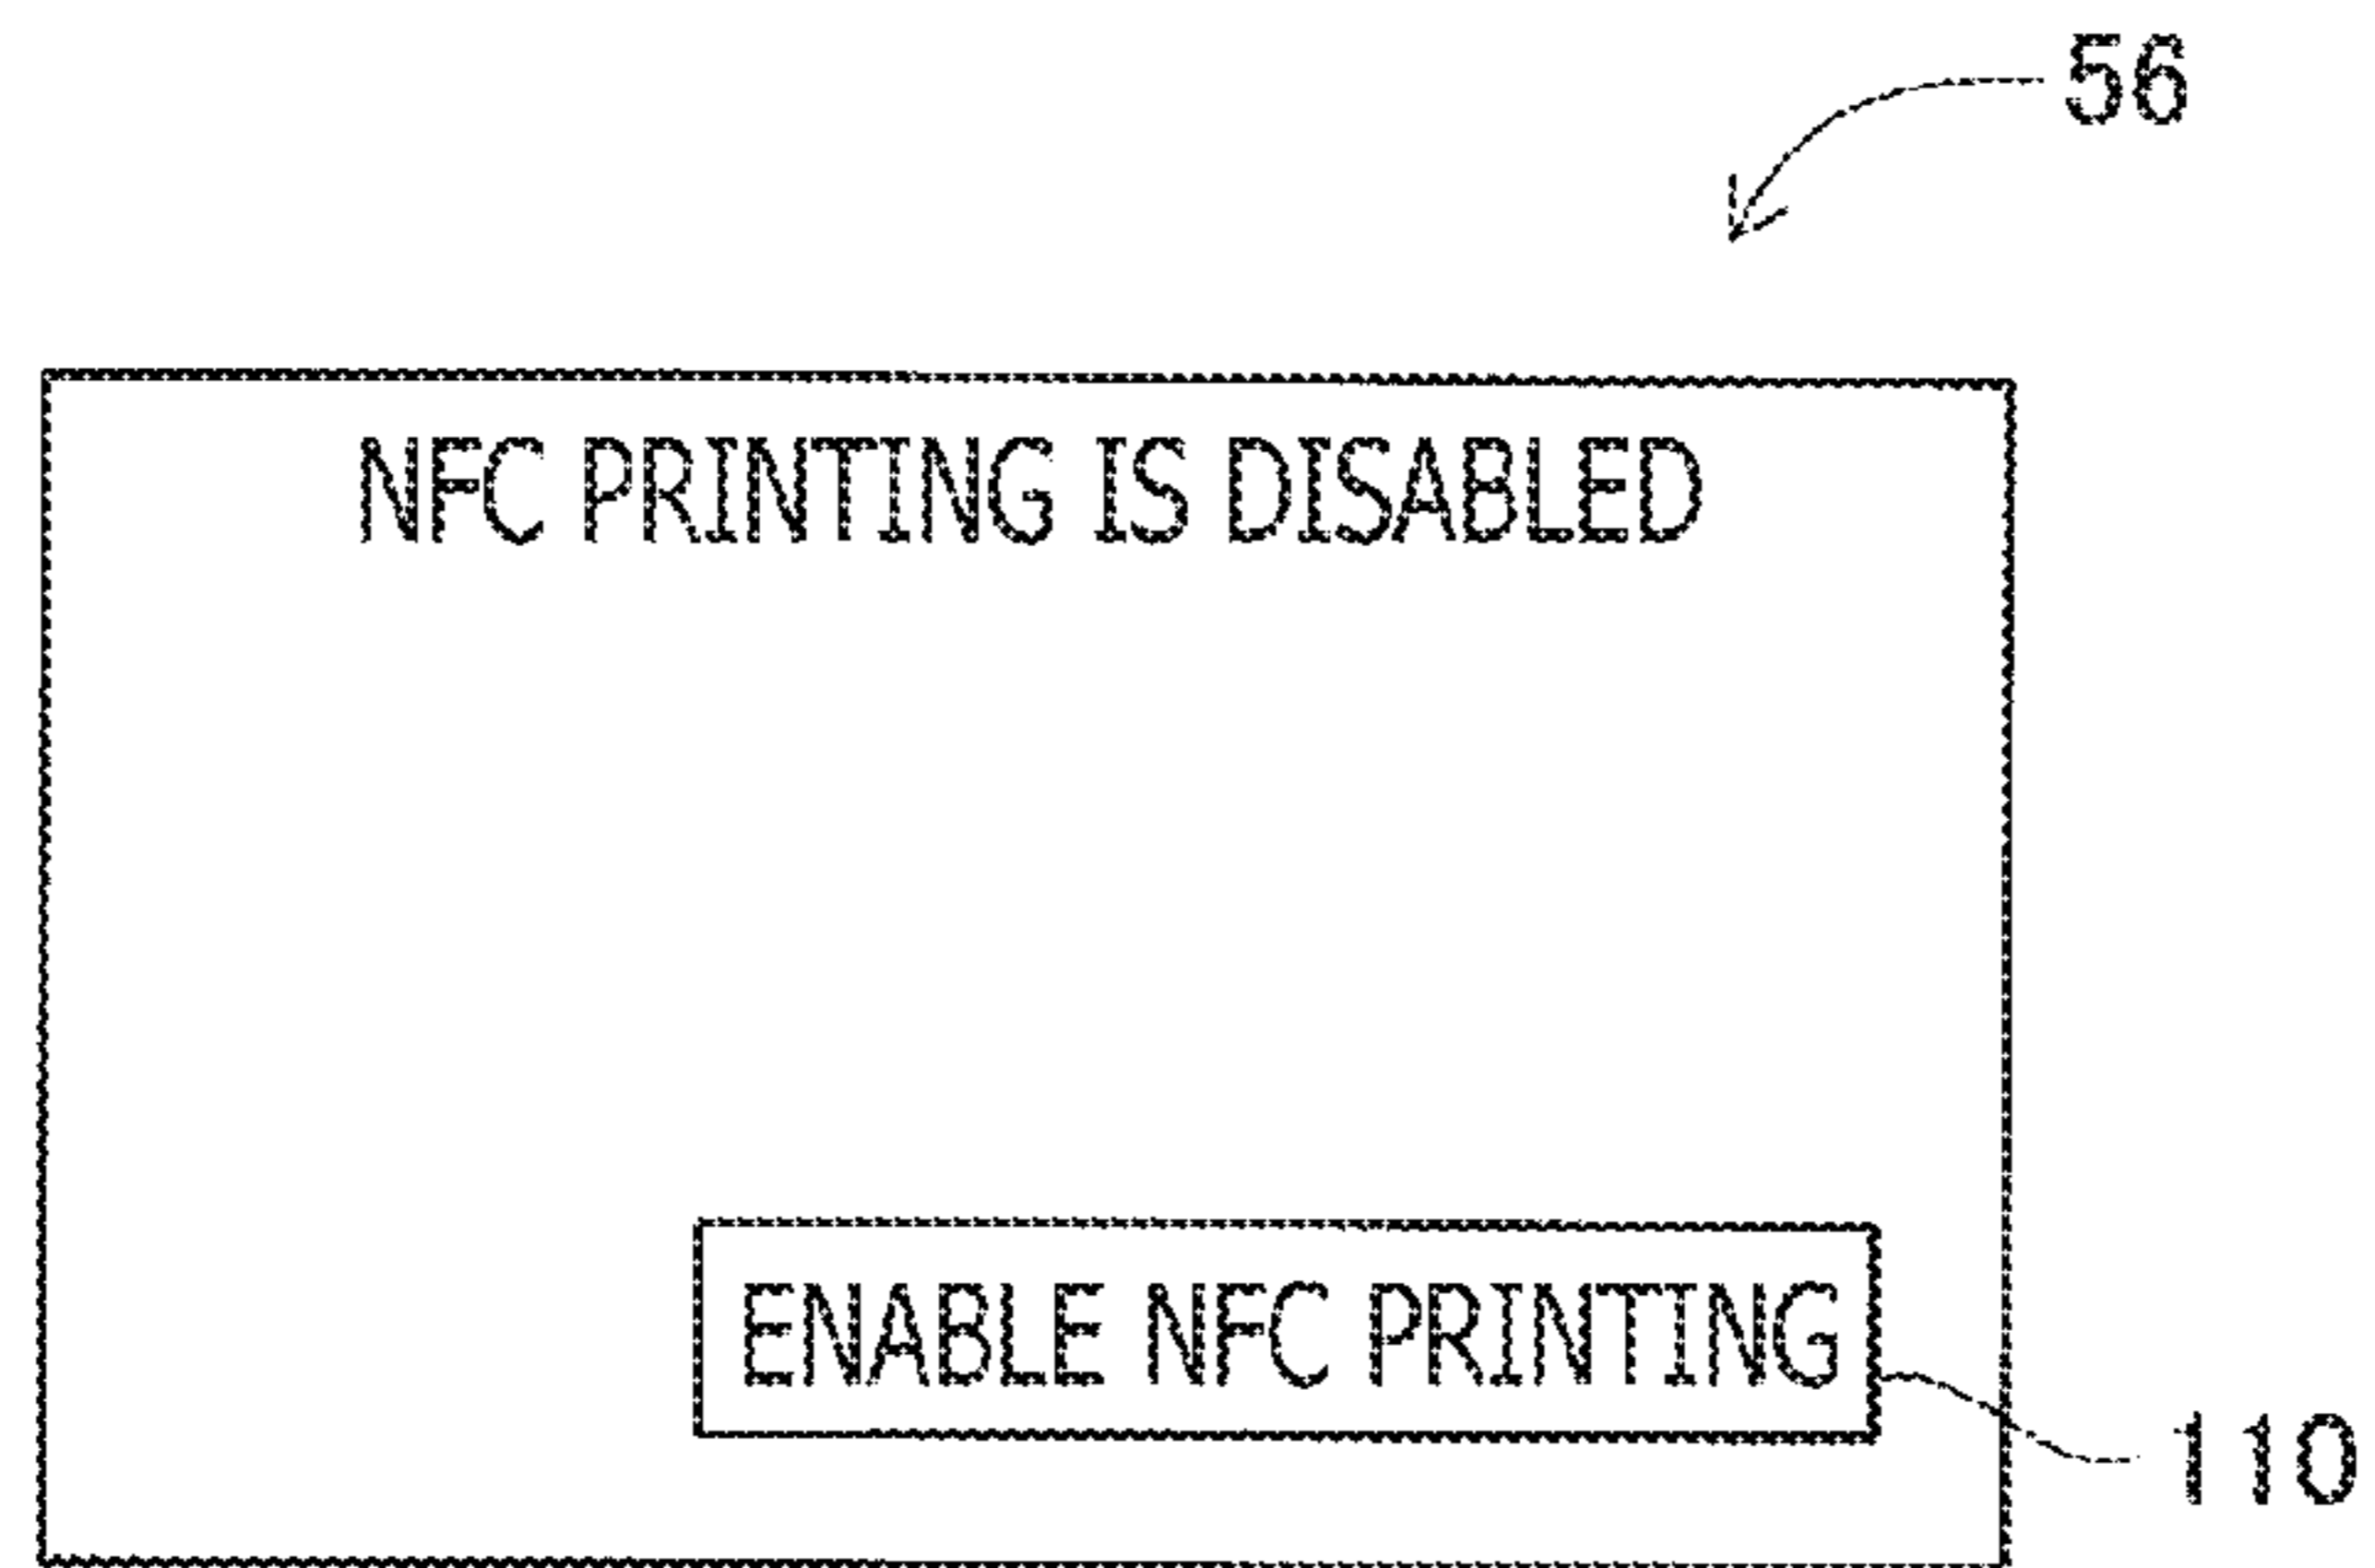 56
NFC PRINTING IS DISABLED
ENABLE NFC PRINTING
110